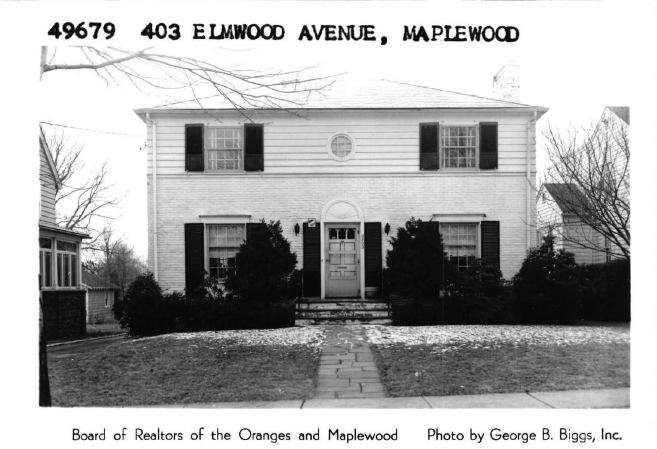 49679 403 ELMWOOD AVENUE, MAPLEWOOD
Board of Realtors of the Oranges and Maplewood Photo by George B. Biggs, Inc.